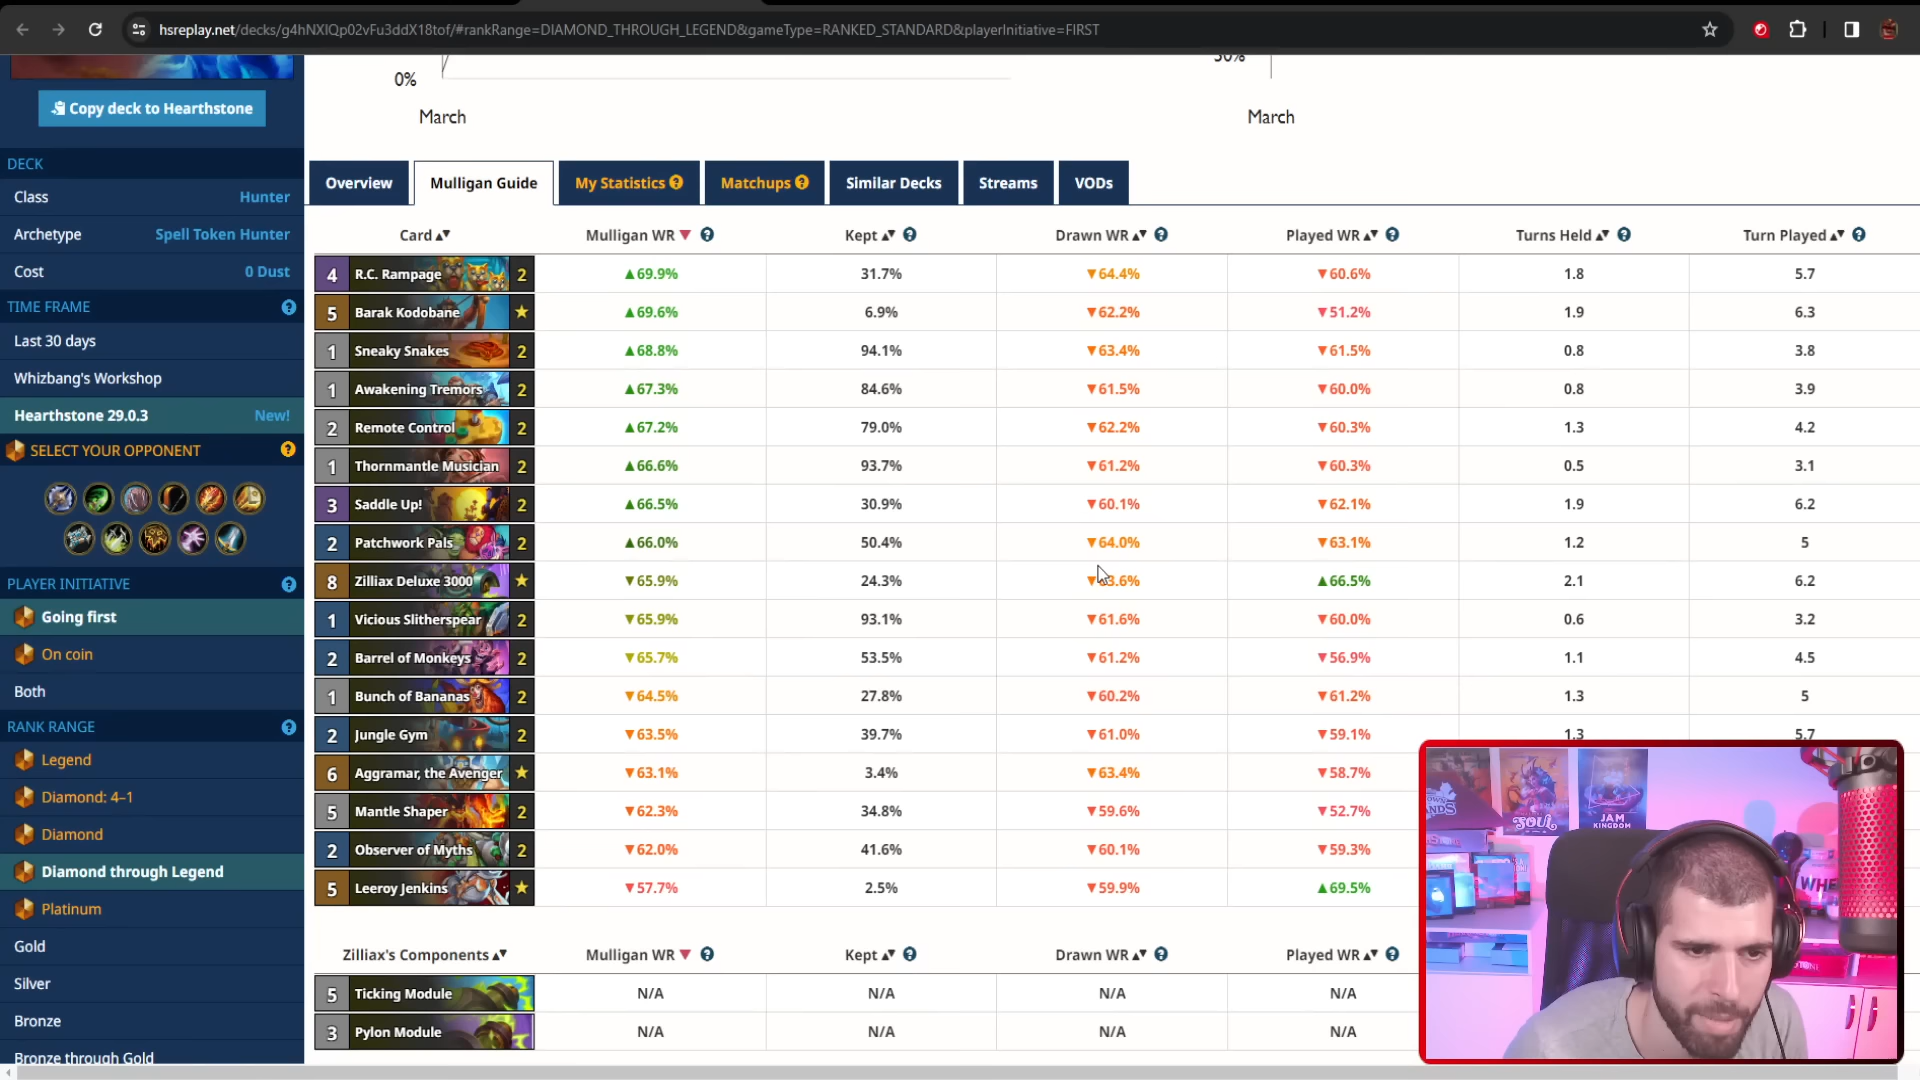 hsreplay.net/decks/g4hNXlQp02vFu3ddX18tof/#rankRange=DIAMOND_THROUGH_LEGEND&gameType=RANKED_STANDARD&playerInitiative=FIRST
Copy deck to Hearthstone
DECK
Class Hunter
Archetype Spell Token Hunter
Cost 0 Dust
TIME FRAME
Last 30 days
Whizbang's Workshop
Hearthstone 29.0.3 New!
SELECT YOUR OPPONENT
PLAYER INITIATIVE
Going first
On coin
Both
RANK RANGE
Legend
Diamond: 4–1
Diamond
Diamond through Legend
Platinum
Gold
Silver
Bronze
Bronze through Gold
0%
March
March
Overview Mulligan Guide My Statistics Matchups Similar Decks Streams VODs
Card Mulligan WR Kept Drawn WR Played WR Turns Held Turn Played
4 R.C. Rampage 2 ▲69.9% 31.7% ▼64.4% ▼60.6% 1.8 5.7
5 Barak Kodobane ★ ▲69.6% 6.9% ▼62.2% ▼51.2% 1.9 6.3
1 Sneaky Snakes 2 ▲68.8% 94.1% ▼63.4% ▼61.5% 0.8 3.8
1 Awakening Tremors 2 ▲67.3% 84.6% ▼61.5% ▼60.0% 0.8 3.9
2 Remote Control 2 ▲67.2% 79.0% ▼62.2% ▼60.3% 1.3 4.2
1 Thornmantle Musician 2 ▲66.6% 93.7% ▼61.2% ▼60.3% 0.5 3.1
3 Saddle Up! 2 ▲66.5% 30.9% ▼60.1% ▼62.1% 1.9 6.2
2 Patchwork Pals 2 ▲66.0% 50.4% ▼64.0% ▼63.1% 1.2 5
8 Zilliax Deluxe 3000 ★ ▼65.9% 24.3% ▲66.5% 2.1 6.2
1 Vicious Slitherspear 2 ▼65.9% 93.1% ▼61.6% ▼60.0% 0.6 3.2
2 Barrel of Monkeys 2 ▼65.7% 53.5% ▼61.2% ▼56.9% 1.1 4.5
1 Bunch of Bananas 2 ▼64.5% 27.8% ▼60.2% ▼61.2% 1.3 5
2 Jungle Gym 2 ▼63.5% 39.7% ▼61.0% ▼59.1% 1.3 5.7
6 Aggramar, the Avenger ★ ▼63.1% 3.4% ▼63.4% ▼58.7%
5 Mantle Shaper 2 ▼62.3% 34.8% ▼59.6% ▼52.7%
2 Observer of Myths 2 ▼62.0% 41.6% ▼60.1% ▼59.3%
5 Leeroy Jenkins ★ ▼57.7% 2.5% ▼59.9% ▲69.5%
Zilliax's Components Mulligan WR Kept Drawn WR Played WR
5 Ticking Module N/A N/A N/A N/A
3 Pylon Module N/A N/A N/A N/A
SOUL
JAM
KINGDOM